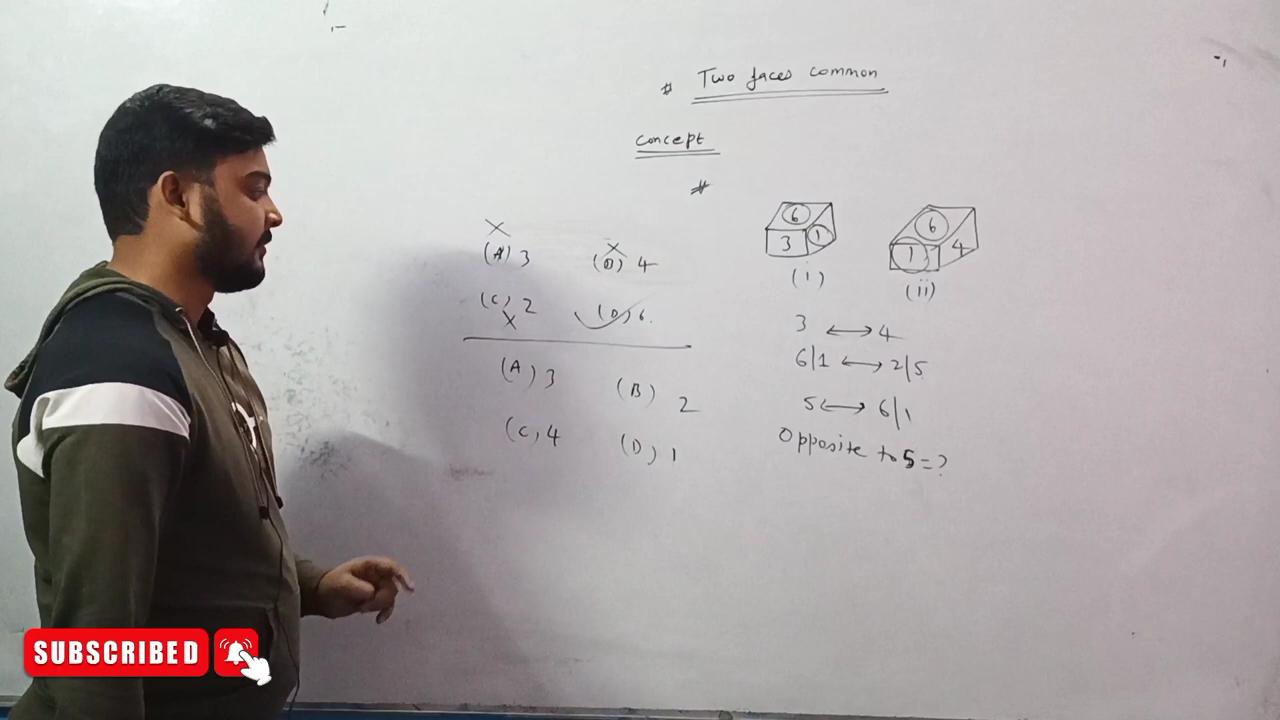 # Two faces common
concept
#
X X
(A) 3 (B) 4
(C) 2 (D) 6.
X
(A) 3 (B) 2
(C) 4 (D) 1
6 6
3 1 1 4
(i) (ii)
3 ↔ 4
6|1 ↔ 2|5
5 ↔ 6|1
Opposite to 5 = ?
SUBSCRIBED